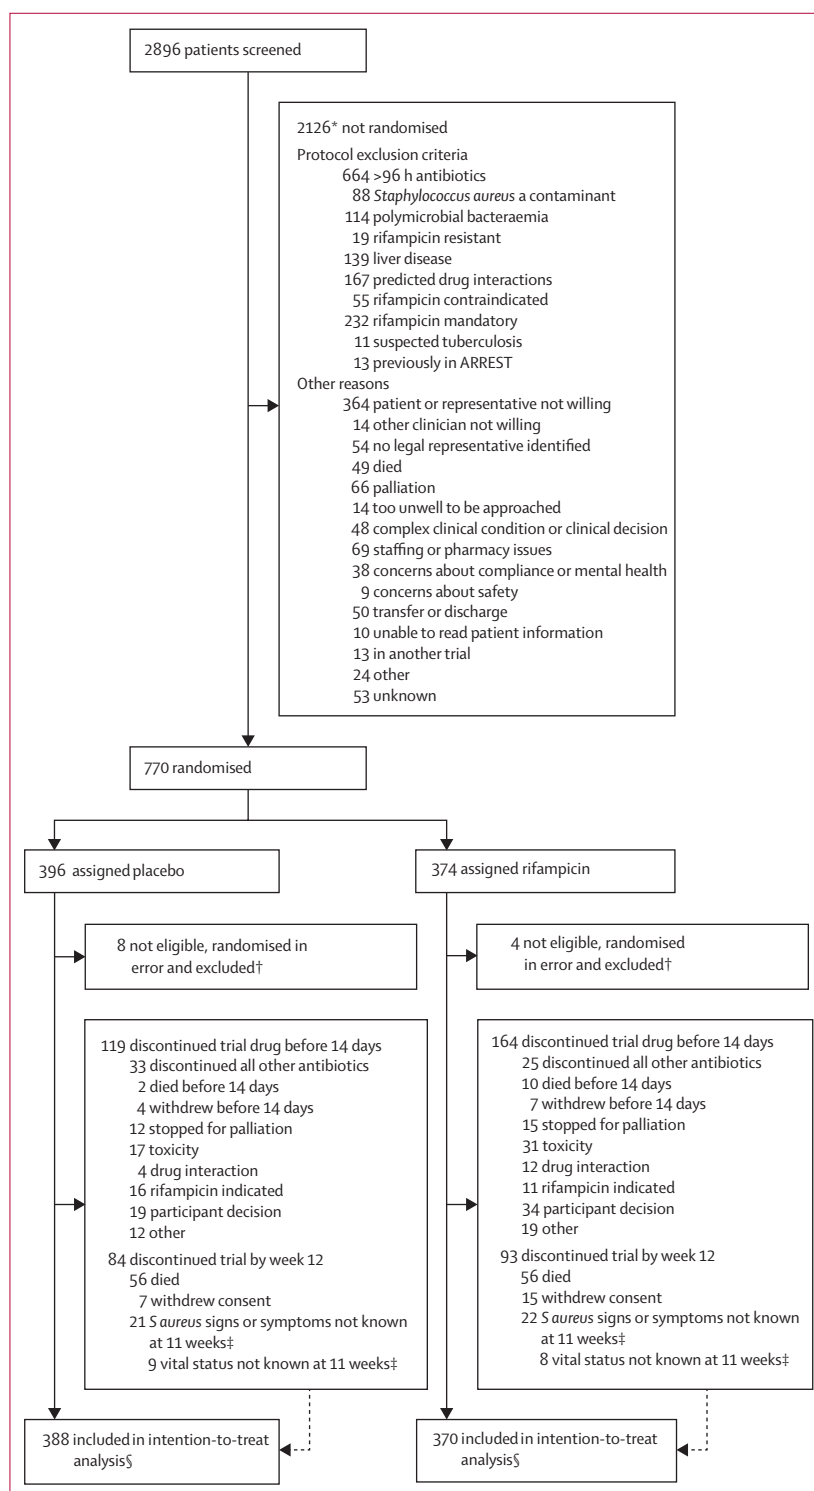 2896 patients screened
2126* not randomised
Protocol exclusion criteria
664 >96 h antibiotics
88 Staphylococcus aureus a contaminant
114 polymicrobial bacteraemia
19 rifampicin resistant
139 liver disease
167 predicted drug interactions
55 rifampicin contraindicated
232 rifampicin mandatory
11 suspected tuberculosis
13 previously in ARREST
Other reasons
364 patient or representative not willing
14 other clinician not willing
54 no legal representative identified
49 died
66 palliation
14 too unwell to be approached
48 complex clinical condition or clinical decision
69 staffing or pharmacy issues
38 concerns about compliance or mental health
9 concerns about safety
50 transfer or discharge
10 unable to read patient information
13 in another trial
24 other
53 unknown
770 randomised
396 assigned placebo
374 assigned rifampicin
8 not eligible, randomised in
error and excluded†
4 not eligible, randomised
in error and excluded†
119 discontinued trial drug before 14 days
33 discontinued all other antibiotics
2 died before 14 days
4 withdrew before 14 days
12 stopped for palliation
17 toxicity
4 drug interaction
16 rifampicin indicated
19 participant decision
12 other
84 discontinued trial by week 12
56 died
7 withdrew consent
21 S aureus signs or symptoms not known
at 11 weeks‡
9 vital status not known at 11 weeks‡
164 discontinued trial drug before 14 days
25 discontinued all other antibiotics
10 died before 14 days
7 withdrew before 14 days
15 stopped for palliation
31 toxicity
12 drug interaction
11 rifampicin indicated
34 participant decision
19 other
93 discontinued trial by week 12
56 died
15 withdrew consent
22 S aureus signs or symptoms not known
at 11 weeks‡
8 vital status not known at 11 weeks‡
388 included in intention-to-treat
analysis§
370 included in intention-to-treat
analysis§